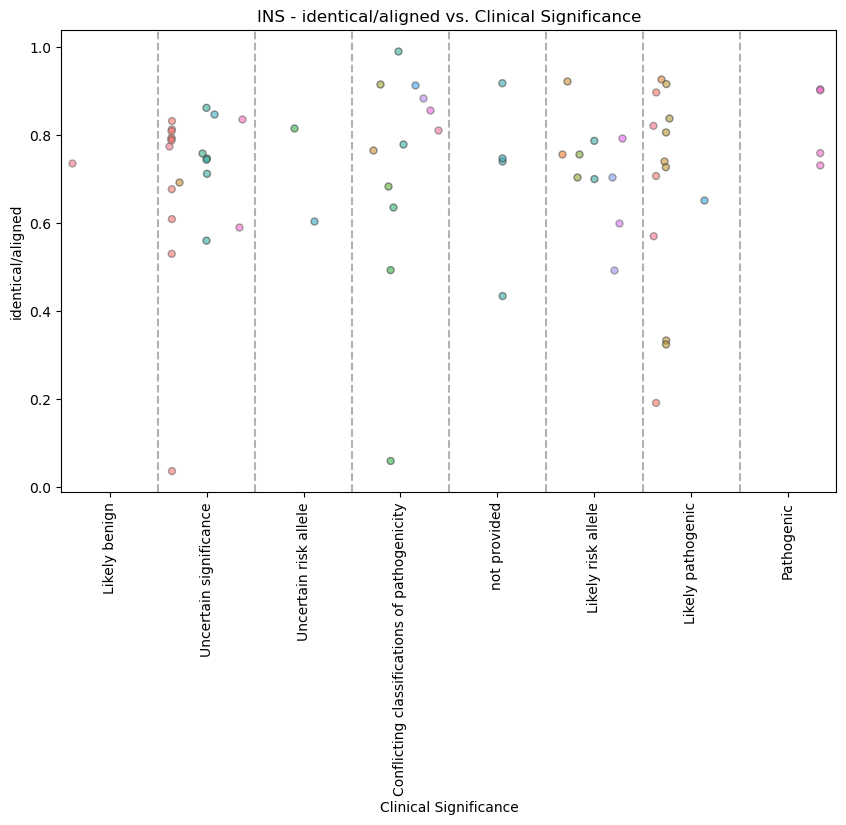 INS - identical/aligned vs. Clinical Significance
identical/aligned
1.0
0.8
0.6
0.4
0.2
0.0
Likely benign
Uncertain significance
Uncertain risk allele
Conflicting classifications of pathogenicity
not provided
Likely risk allele
Likely pathogenic
Pathogenic
Clinical Significance